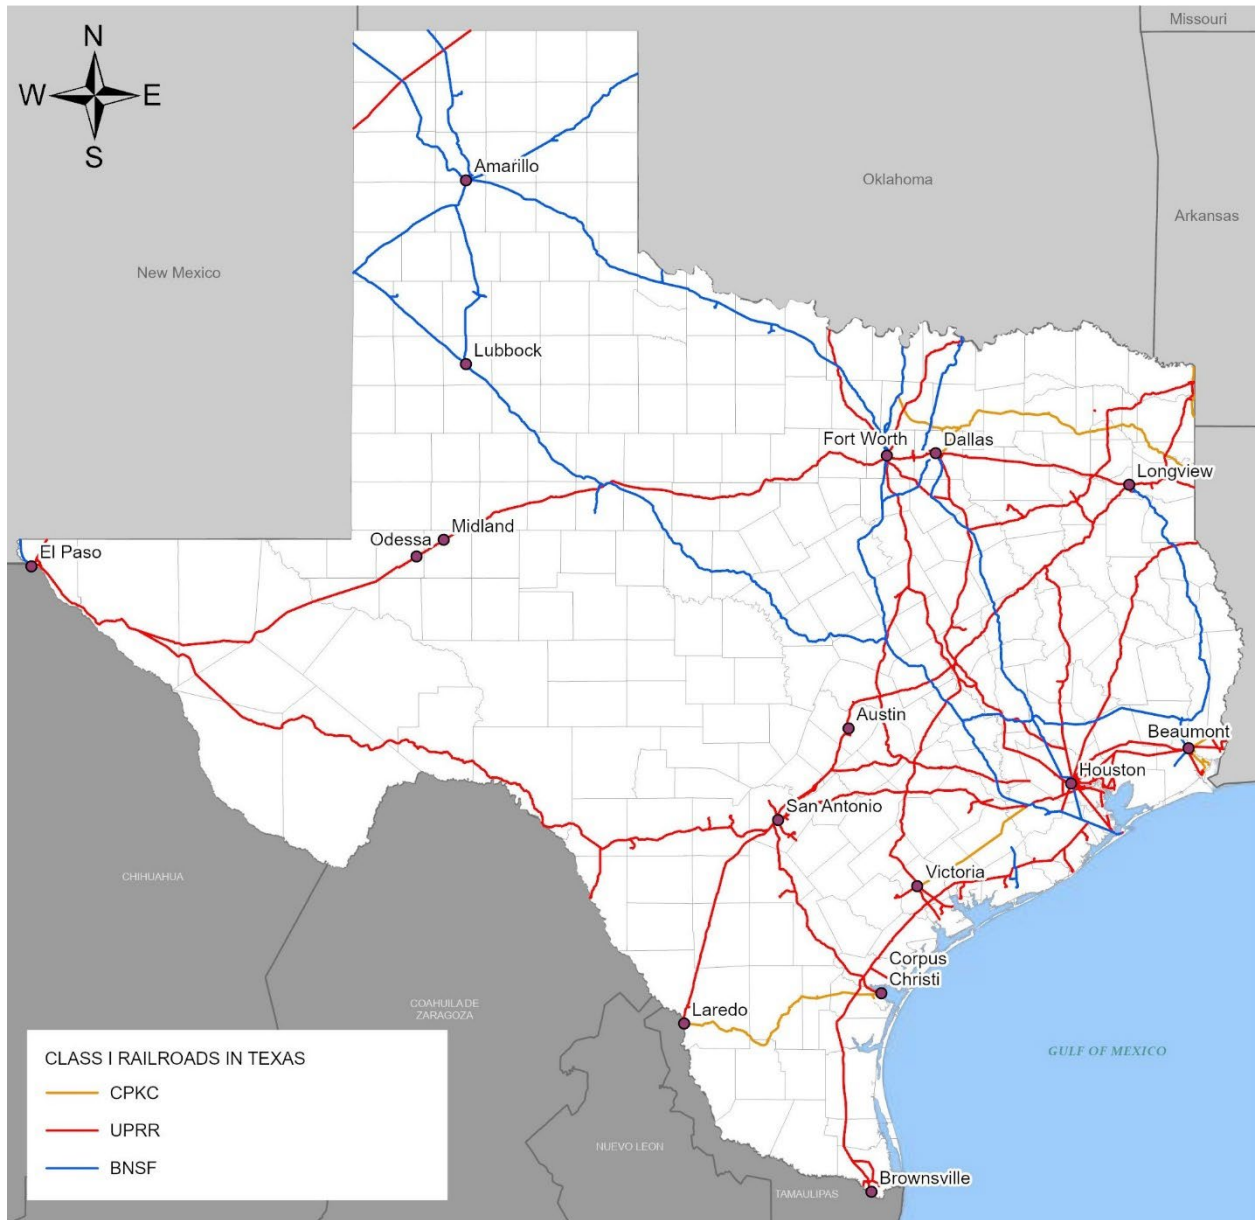 Missouri
N
W
E
S
Amarillo
Oklahoma
Arkansas
New Mexico
Lubbock
Fort Worth
Dallas
Longview
Midland
Odessa
El Paso
Austin
Beaumont
Houston
San Antonio
CHIHUAHUA
Victoria
Corpus
Christi
COAHUILA DE
ZARAGOZA
Laredo
GULF OF MEXICO
CLASS I RAILROADS IN TEXAS
CPKC
UPRR
BNSF
NUEVO LEON
Brownsville
TAMAULIPAS